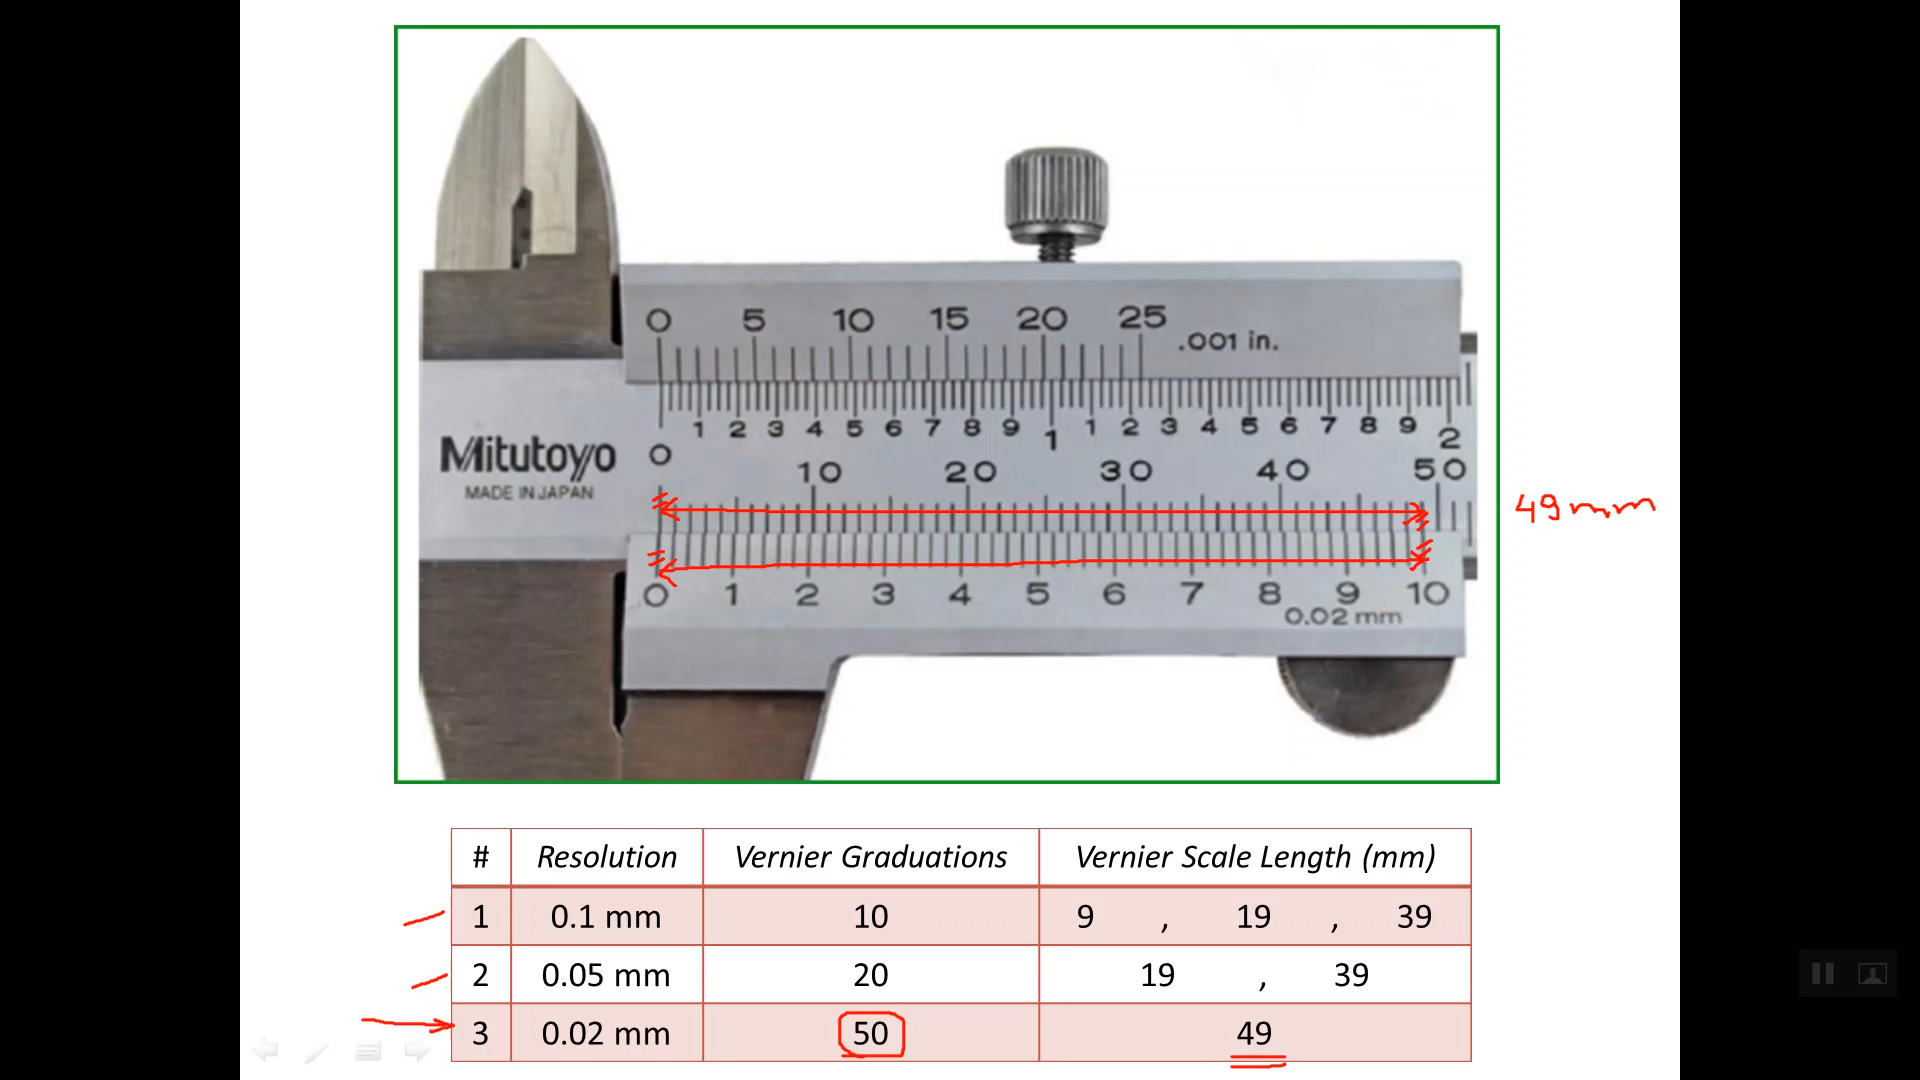 0 5 10 15 20 25 .001 in.
1 2 3 4 5 6 7 8 9 1 1 2 3 4 5 6 7 8 9 2
Mitutoyo
MADE IN JAPAN
0 10 20 30 40 50
49mm
0 1 2 3 4 5 6 7 8 9 10
0.02 mm
# Resolution Vernier Graduations Vernier Scale Length (mm)
1 0.1 mm 10 9 , 19 , 39
2 0.05 mm 20 19 , 39
3 0.02 mm 50 49